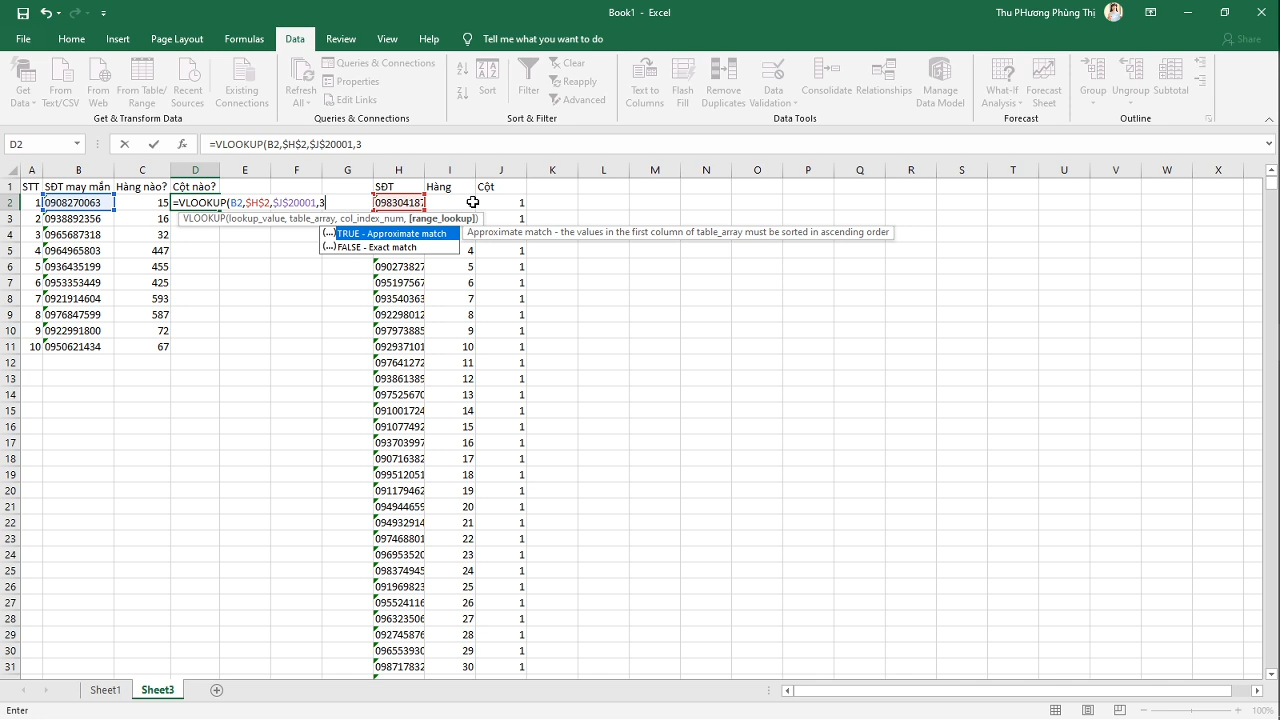 Book1 - Excel
Thu Phương Phùng Thị
File Home Insert Page Layout Formulas Data Review View Help Tell me what you want to do Share
Get Data From Text/CSV From Web From Table/ Range Recent Sources Existing Connections
Refresh All Queries & Connections Properties Edit Links
Sort Filter Clear Reapply Advanced
Text to Columns Flash Fill Remove Duplicates Data Validation Consolidate Relationships Manage Data Model
What-If Analysis Forecast Sheet Group Ungroup Subtotal
Get & Transform Data Queries & Connections Sort & Filter Data Tools Forecast Outline
D2 =VLOOKUP(B2,$H$2,$J$20001,3
A B C D E F G H I J K L M N O P Q R S T U V W X
1 STT SĐT may mắn Hàng nào? Cột nào? SĐT Hàng Cột
2 1 0908270063 15 =VLOOKUP(B2,$H$2,$J$20001,3 098304187 1
3 2 0938892356 16 VLOOKUP(lookup_value, table_array, col_index_num, [range_lookup]) 1
4 3 0965687318 32 (...) TRUE - Approximate match Approximate match - the values in the first column of table_array must be sorted in ascending order
5 4 0964965803 447 (...) FALSE - Exact match 4 1
6 5 0936435199 455 090273827 5 1
7 6 0953353449 425 095197567 6 1
8 7 0921914604 593 093540363 7 1
9 8 0976847599 587 092298012 8 1
10 9 0922991800 72 097973885 9 1
11 10 0950621434 67 092937101 10 1
12 097641272 11 1
13 093861389 12 1
14 097525670 13 1
15 091001724 14 1
16 091077492 15 1
17 093703997 16 1
18 090716382 17 1
19 099512051 18 1
20 091179462 19 1
21 094944659 20 1
22 094932914 21 1
23 097468801 22 1
24 096953520 23 1
25 098374945 24 1
26 091969823 25 1
27 095524116 26 1
28 096323506 27 1
29 092745876 28 1
30 096553930 29 1
31 098717832 30 1
Sheet1 Sheet3
Enter 100%